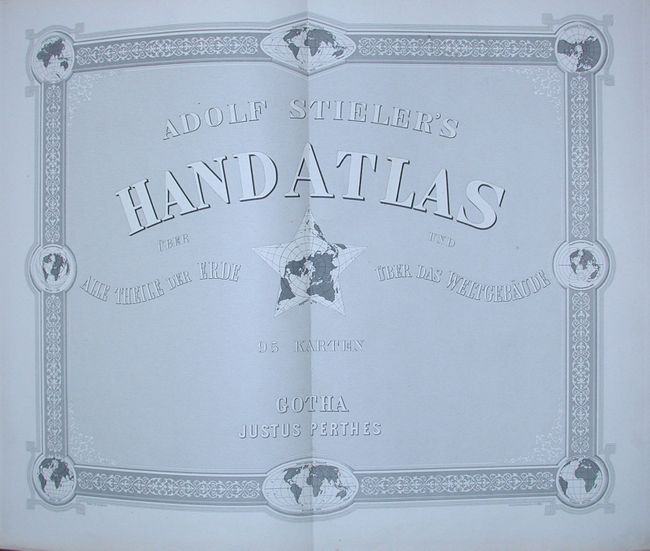 ADOLF STIELER'S
HANDATLAS
ÜBER UND
ALLE THEILE DER ERDE ÜBER DAS WELTGEBÄUDE
95 KARTEN
GOTHA
JUSTUS PERTHES